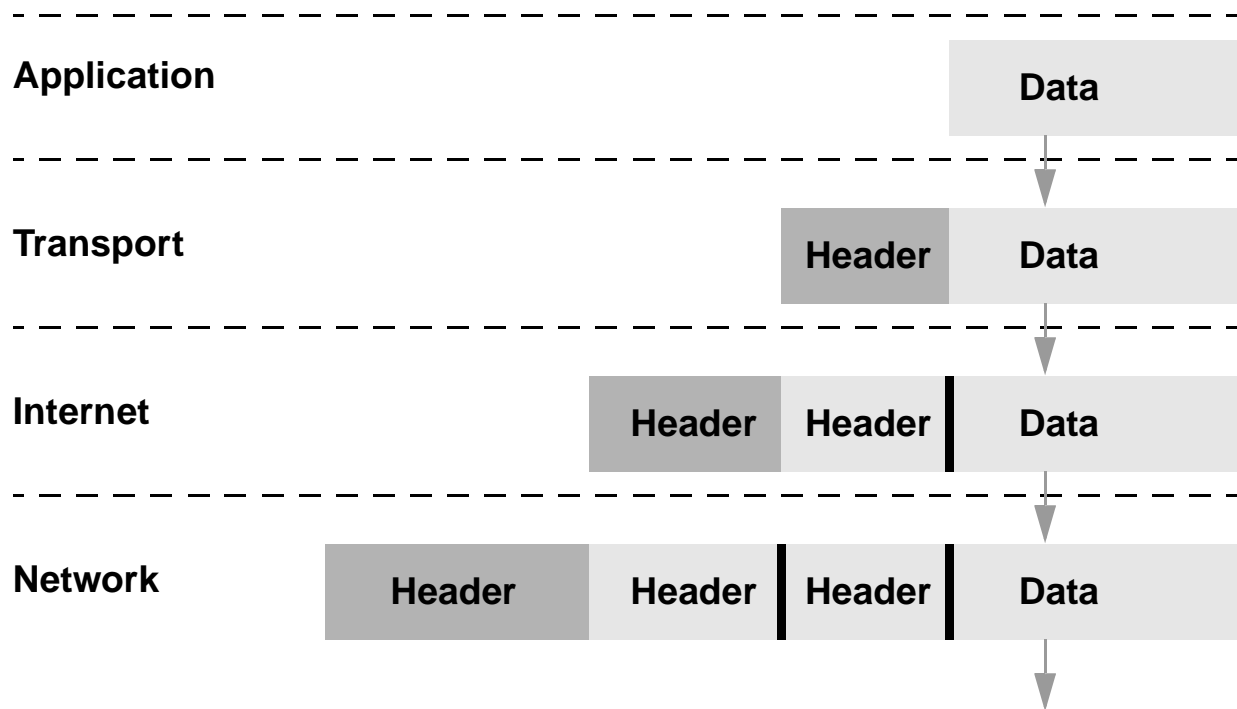 Application Data
Transport Header Data
Internet Header Header Data
Network Header Header Header Data